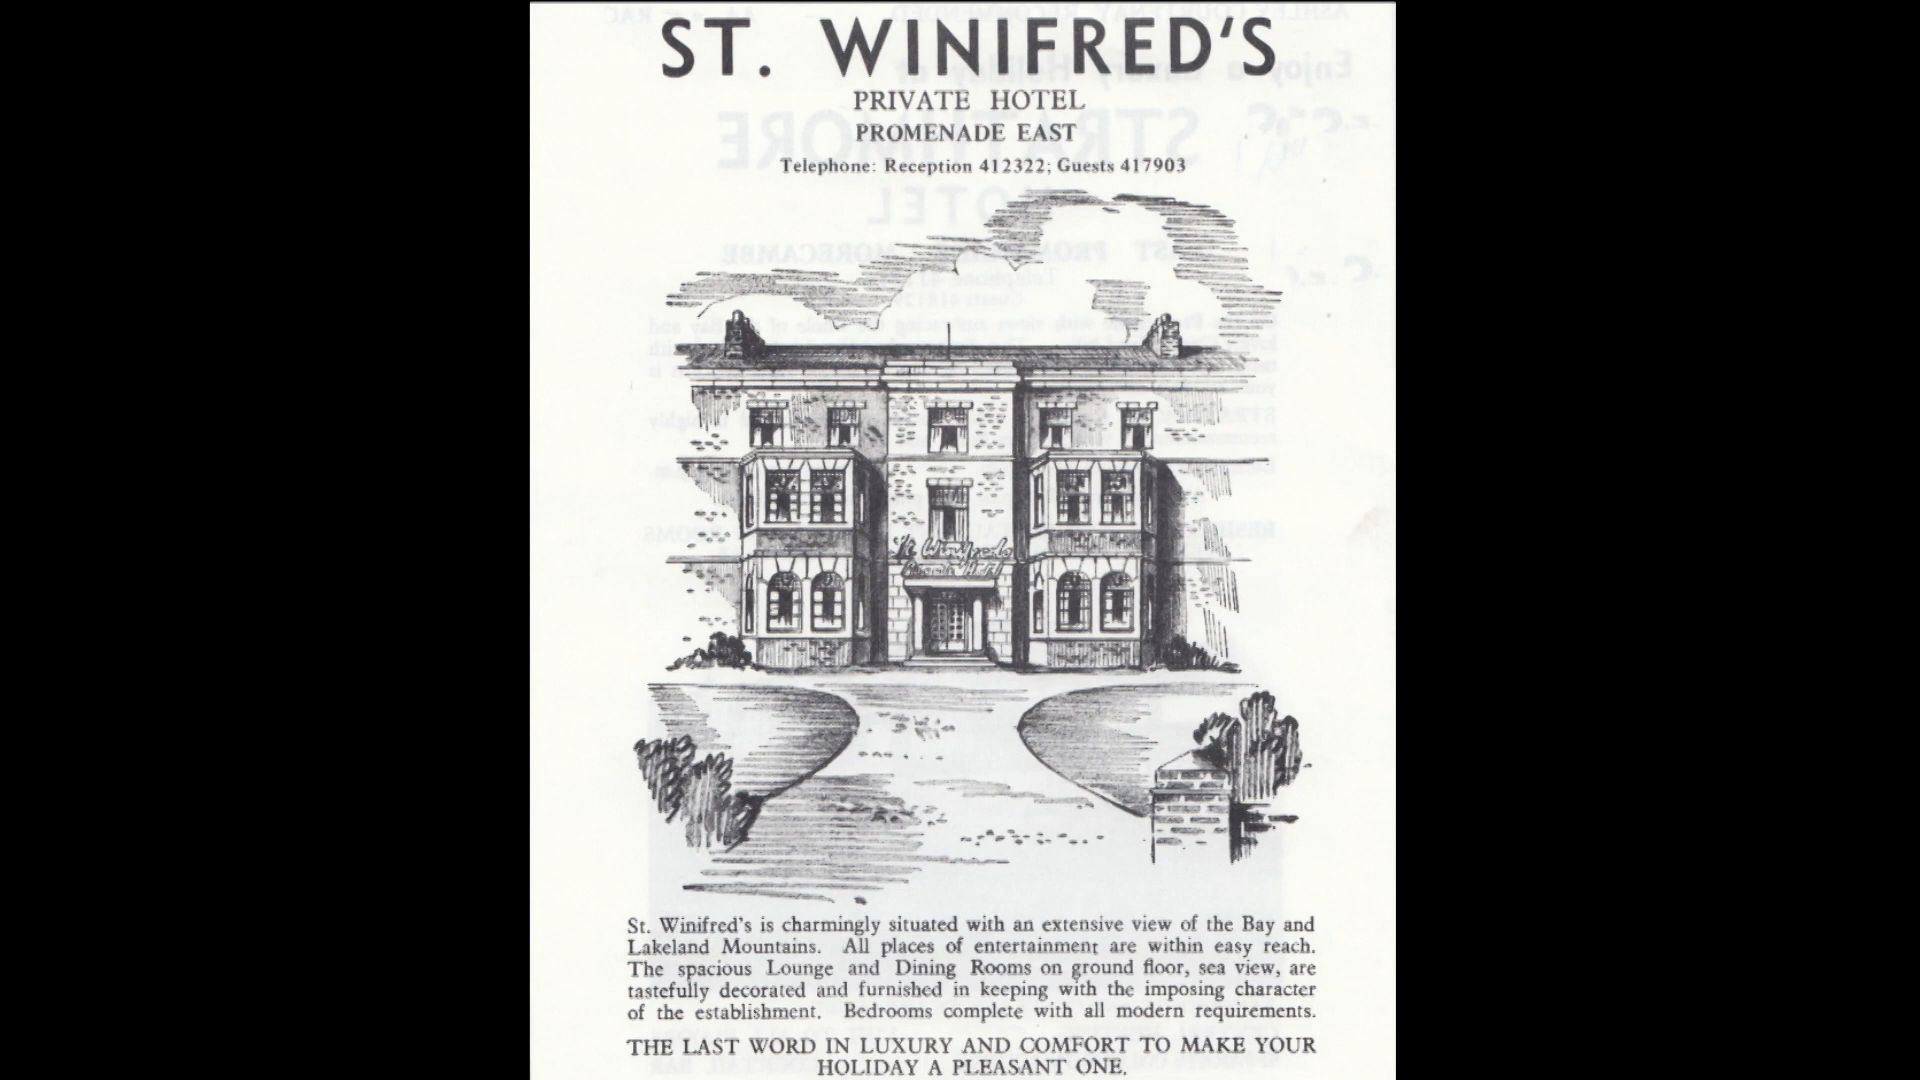 ST. WINIFRED'S
PRIVATE HOTEL
PROMENADE EAST
Telephone: Reception 412322; Guests 417903
St. Winifred's is charmingly situated with an extensive view of the Bay and
Lakeland Mountains. All places of entertainment are within easy reach.
The spacious Lounge and Dining Rooms on ground floor, sea view, are
tastefully decorated and furnished in keeping with the imposing character
of the establishment. Bedrooms complete with all modern requirements.
THE LAST WORD IN LUXURY AND COMFORT TO MAKE YOUR
HOLIDAY A PLEASANT ONE.